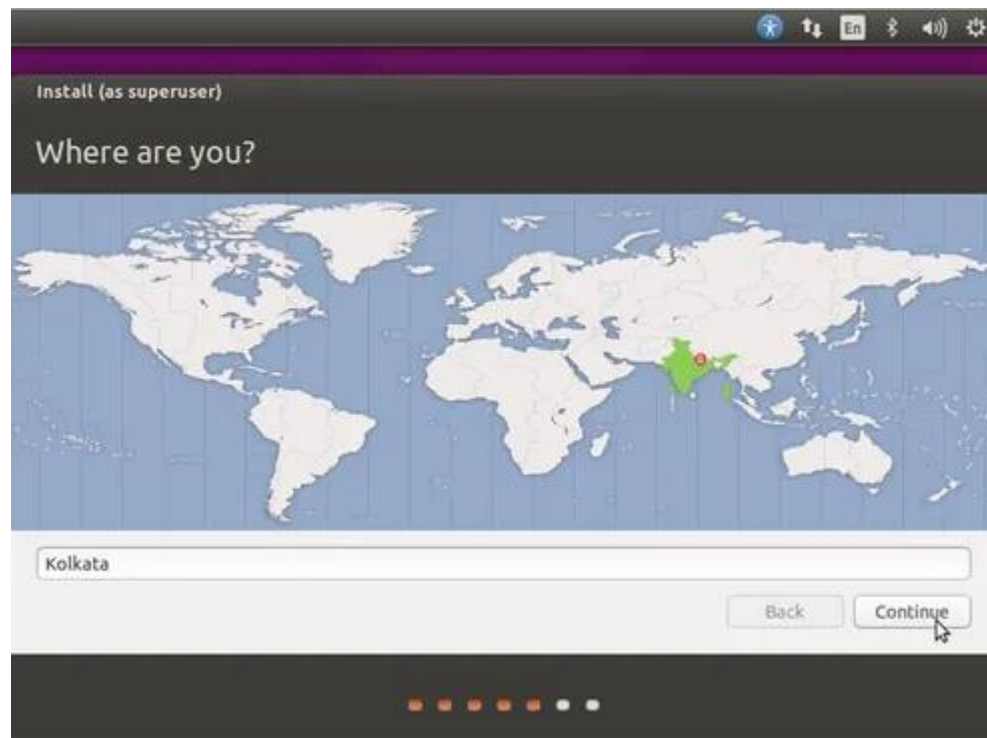 En
Install (as superuser)
Where are you?
Kolkata
Back
Continue